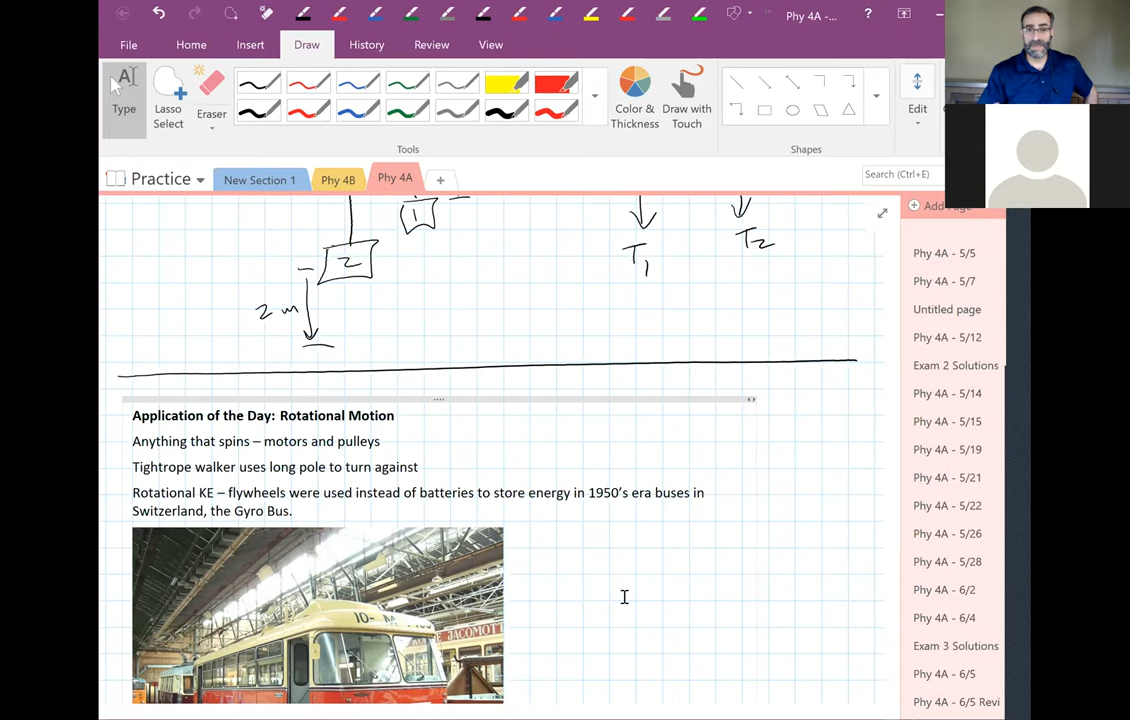 Phy 4A -...
?
File
Home
Insert
Draw
History
Review
View
Type
Lasso
Select
Eraser
Color &
Thickness
Draw with
Touch
Edit
Tools
Shapes
Practice
New Section 1
Phy 4B
Phy 4A
+
Search (Ctrl+E)
Add Page
1
2
2 m
T1
T2
Application of the Day: Rotational Motion
Anything that spins – motors and pulleys
Tightrope walker uses long pole to turn against
Rotational KE – flywheels were used instead of batteries to store energy in 1950's era buses in
Switzerland, the Gyro Bus.
10-
JACOMOTT
Phy 4A - 5/5
Phy 4A - 5/7
Untitled page
Phy 4A - 5/12
Exam 2 Solutions
Phy 4A - 5/14
Phy 4A - 5/15
Phy 4A - 5/19
Phy 4A - 5/21
Phy 4A - 5/22
Phy 4A - 5/26
Phy 4A - 5/28
Phy 4A - 6/2
Phy 4A - 6/4
Exam 3 Solutions
Phy 4A - 6/5
Phy 4A - 6/5 Revi